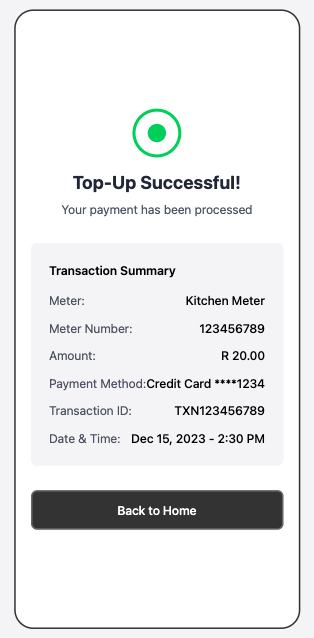 Top-Up Successful!
Your payment has been processed
Transaction Summary
Meter: Kitchen Meter
Meter Number: 123456789
Amount: R 20.00
Payment Method:Credit Card ****1234
Transaction ID: TXN123456789
Date & Time: Dec 15, 2023 - 2:30 PM
Back to Home